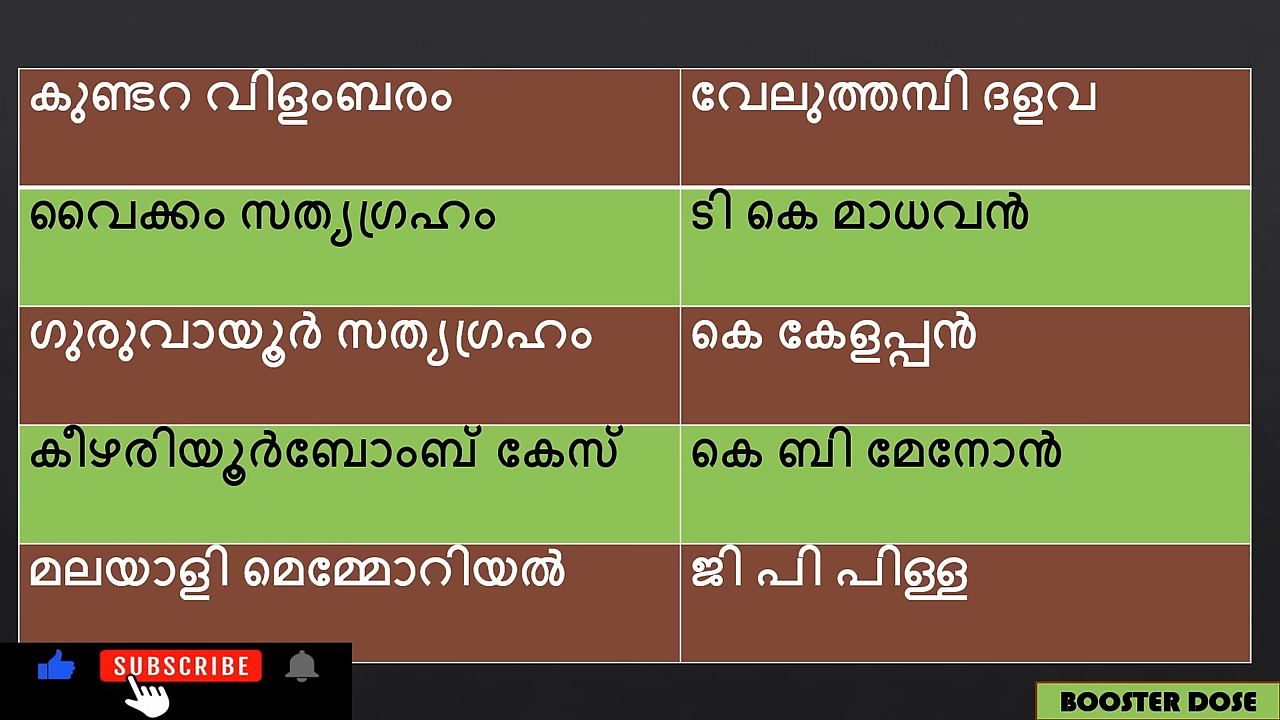 കുണ്ടറ വിളംബരം
വേലുത്തമ്പി ദളവ
വൈക്കം സത്യഗ്രഹം
ടി കെ മാധവൻ
ഗുരുവായൂർ സത്യഗ്രഹം
കെ കേളപ്പൻ
കീഴരിയൂർബോംബ് കേസ്
കെ ബി മേനോൻ
മലയാളി മെമ്മോറിയൽ
ജി പി പിള്ള
SUBSCRIBE
BOOSTER DOSE